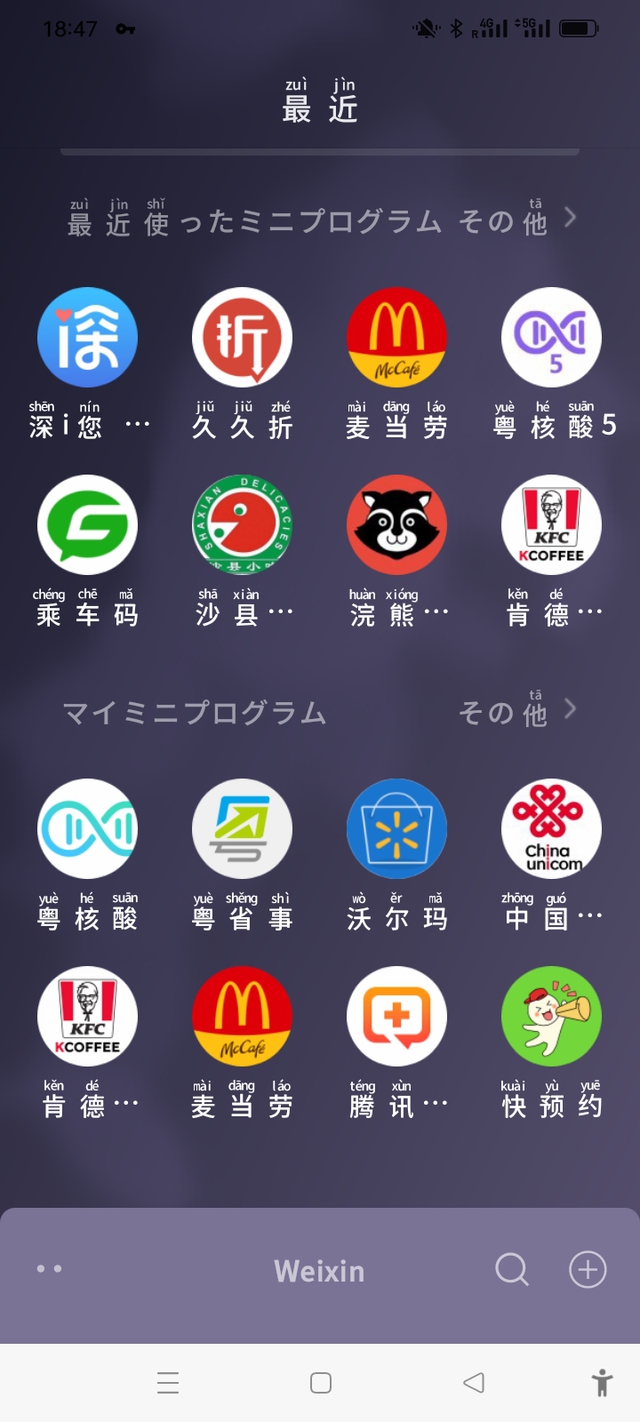 18:47 4G R 5G
zuì jìn
最近
zuì jìn shǐ tā
最近使ったミニプログラム その他
深
折
M McCafé
5
shēn nín jiǔ jiǔ zhé mài dāng láo yuè hé suān
深i您… 久久折 麦当劳 粤核酸5
G
SHAXIAN DELICACIES
沙县小吃
KFC
KCOFFEE
chéng chē mǎ shā xiàn huàn xióng kěn dé
乘车码 沙县… 浣熊… 肯德…
tā
マイミニプログラム その他
China
unicom
yuè hé suān yuè shěng shì wò ěr mǎ zhōng guó
粤核酸 粤省事 沃尔玛 中国…
KFC
KCOFFEE
M McCafé
kěn dé mài dāng láo téng xùn kuài yù yuē
肯德… 麦当劳 腾讯… 快预约
Weixin